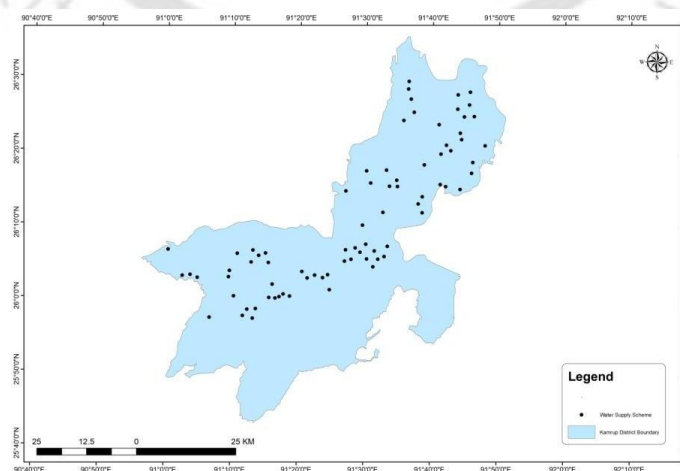 90°40'0"E 90°50'0"E 91°0'0"E 91°10'0"E 91°20'0"E 91°30'0"E 91°40'0"E 91°50'0"E 92°0'0"E 92°10'0"E
N
W E
S
26°30'0"N
26°20'0"N
26°10'0"N
26°0'0"N
25°50'0"N
25°40'0"N
Legend
Water Supply Scheme
Kamrup District Boundary
25 12.5 0 25 KM
90°40'0"E 90°50'0"E 91°0'0"E 91°10'0"E 91°20'0"E 91°30'0"E 91°40'0"E 91°50'0"E 92°0'0"E 92°10'0"E